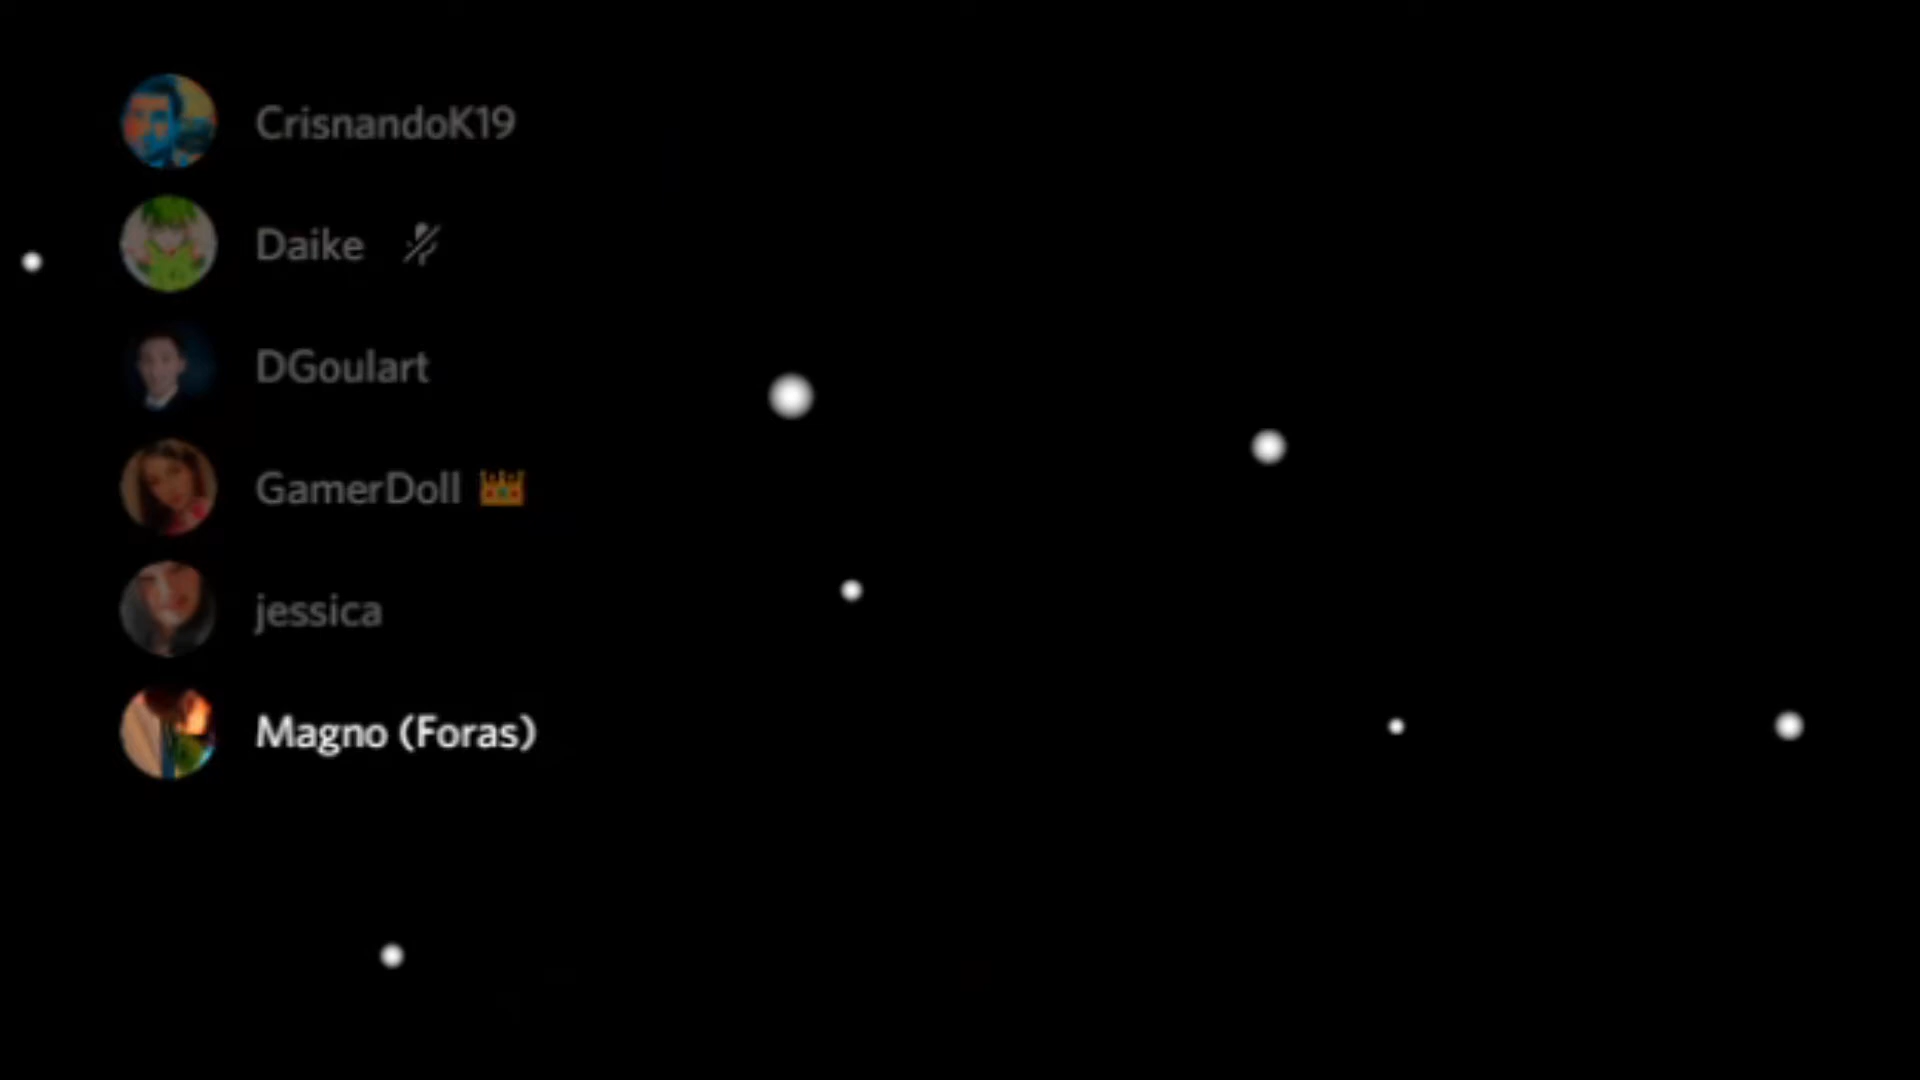 CrisnandoK19
Daike
DGoulart
GamerDoll
jessica
Magno (Foras)